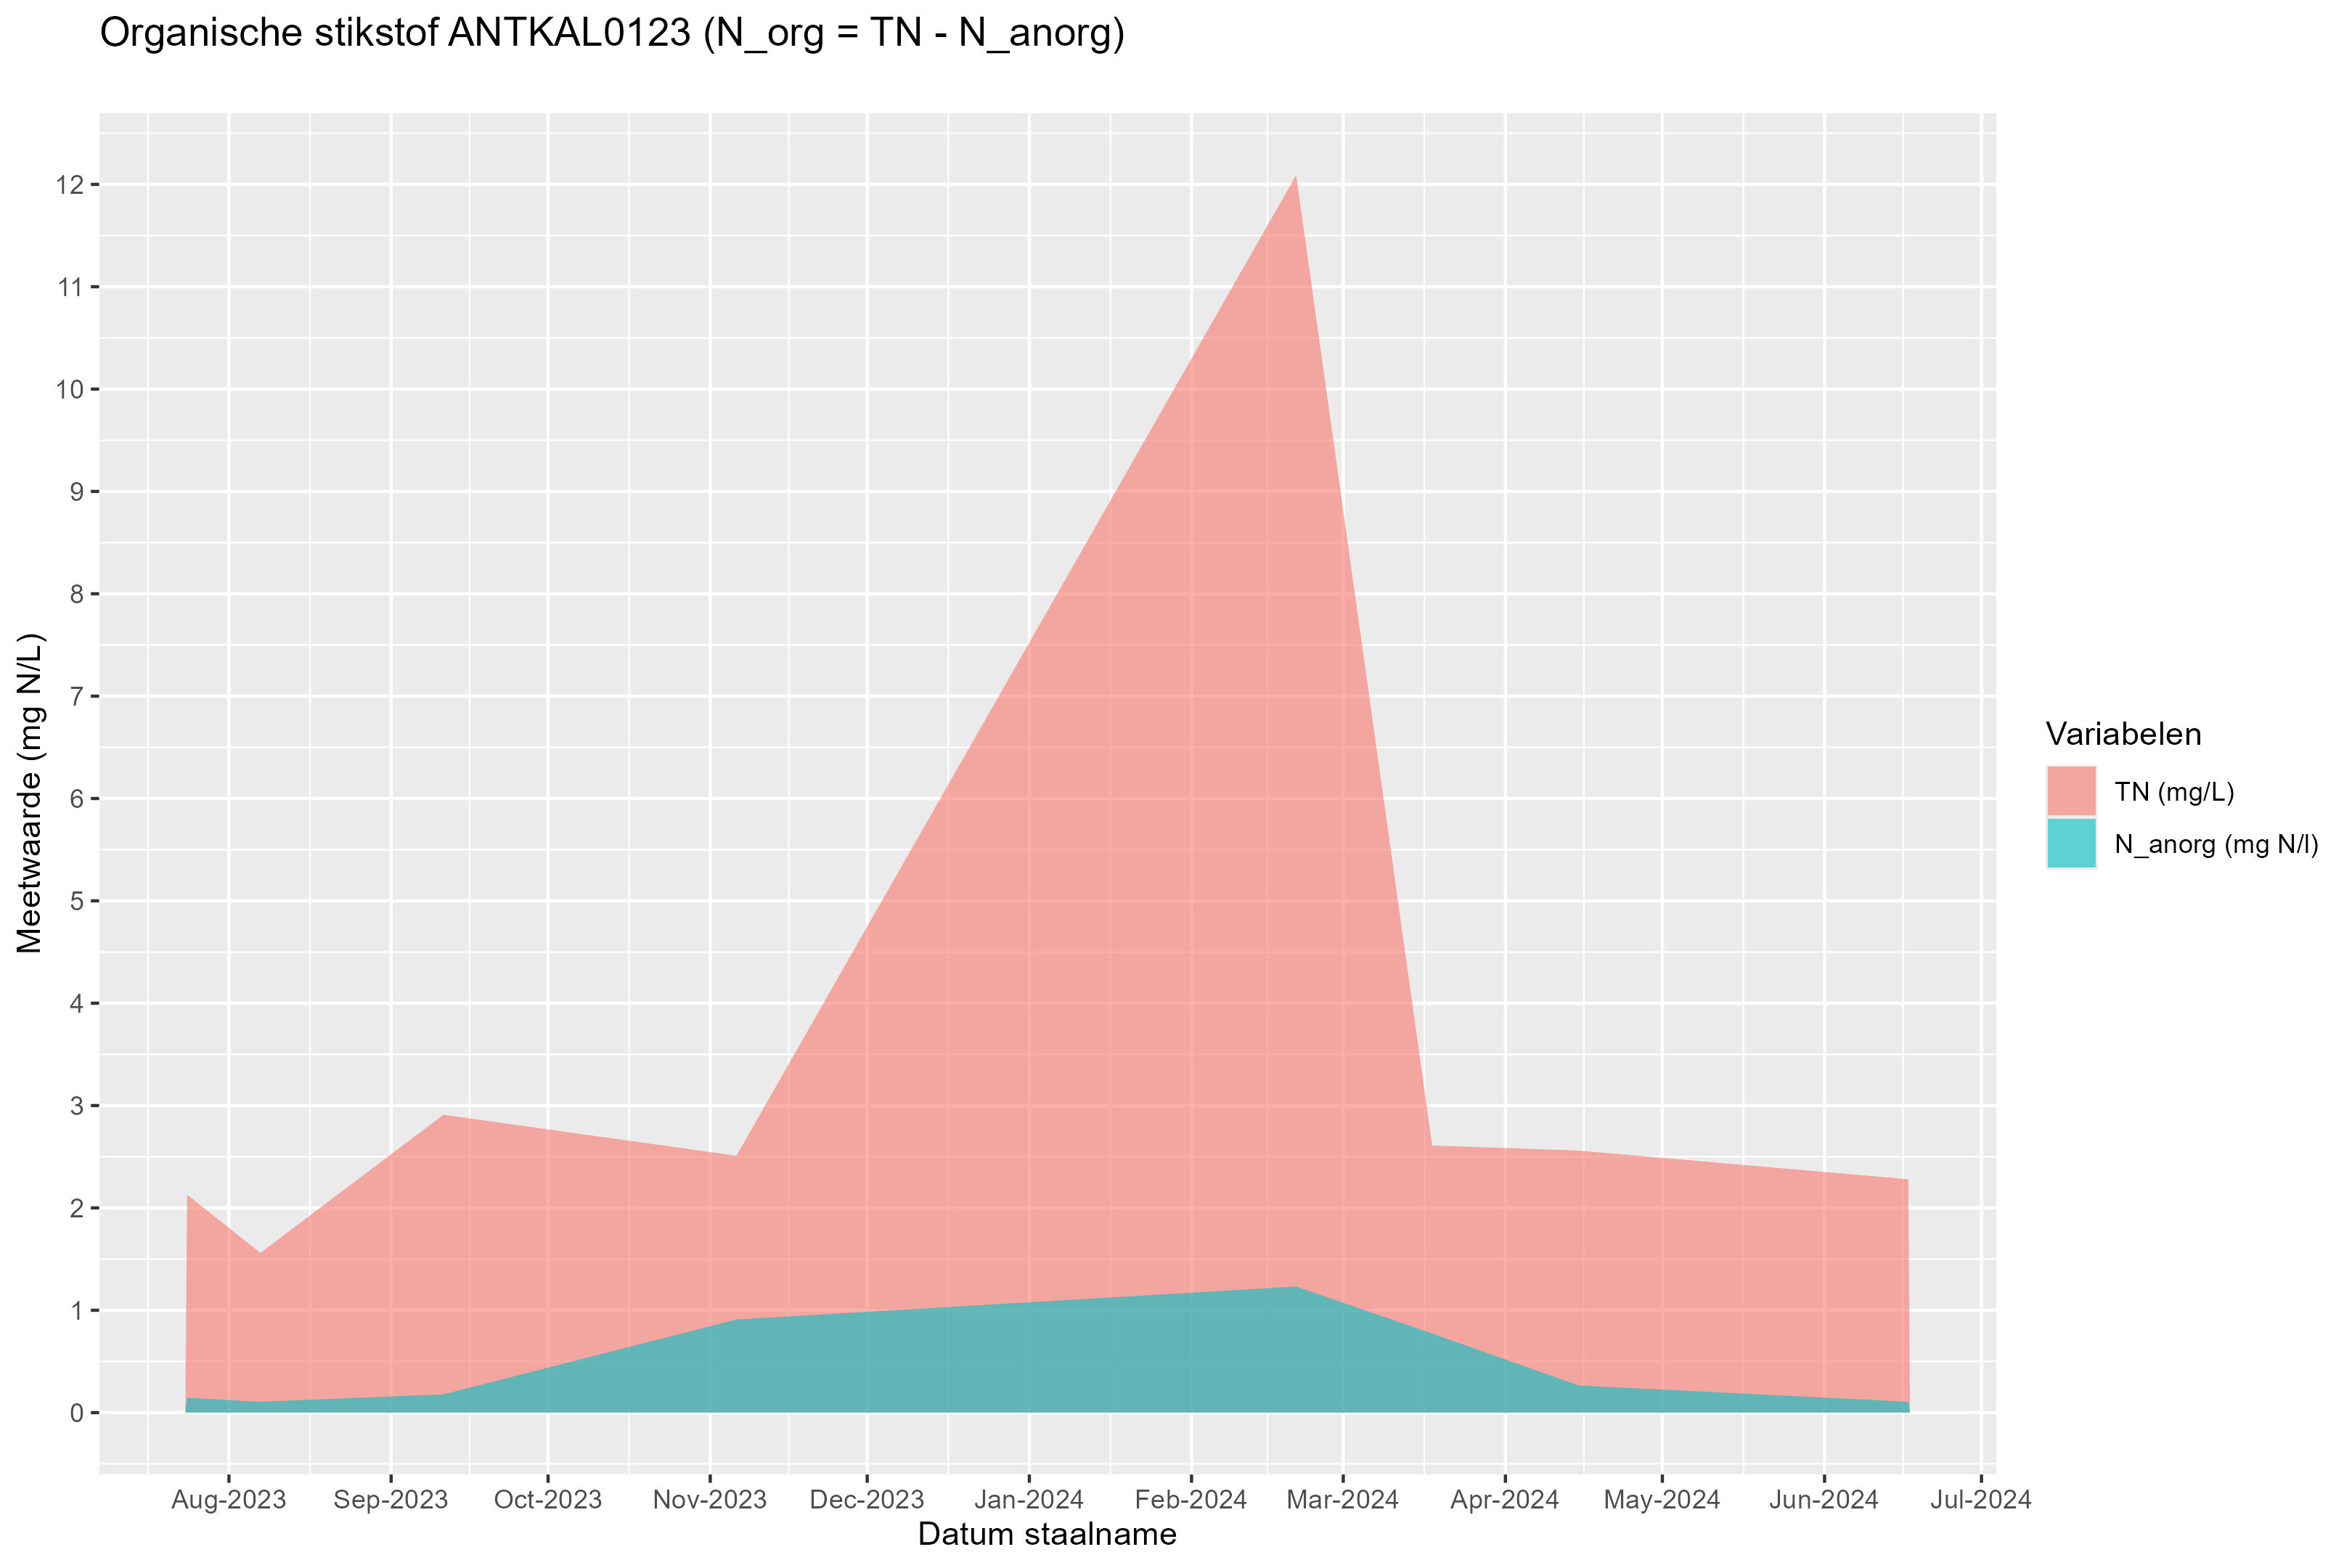 Organische stikstof ANTKAL0123 (N_org = TN - N_anorg)
Meetwaarde (mg N/L)
12
11
10
9
8
7
6
5
4
3
2
1
0
Aug-2023 Sep-2023 Oct-2023 Nov-2023 Dec-2023 Jan-2024 Feb-2024 Mar-2024 Apr-2024 May-2024 Jun-2024 Jul-2024
Datum staalname
Variabelen
TN (mg/L)
N_anorg (mg N/l)